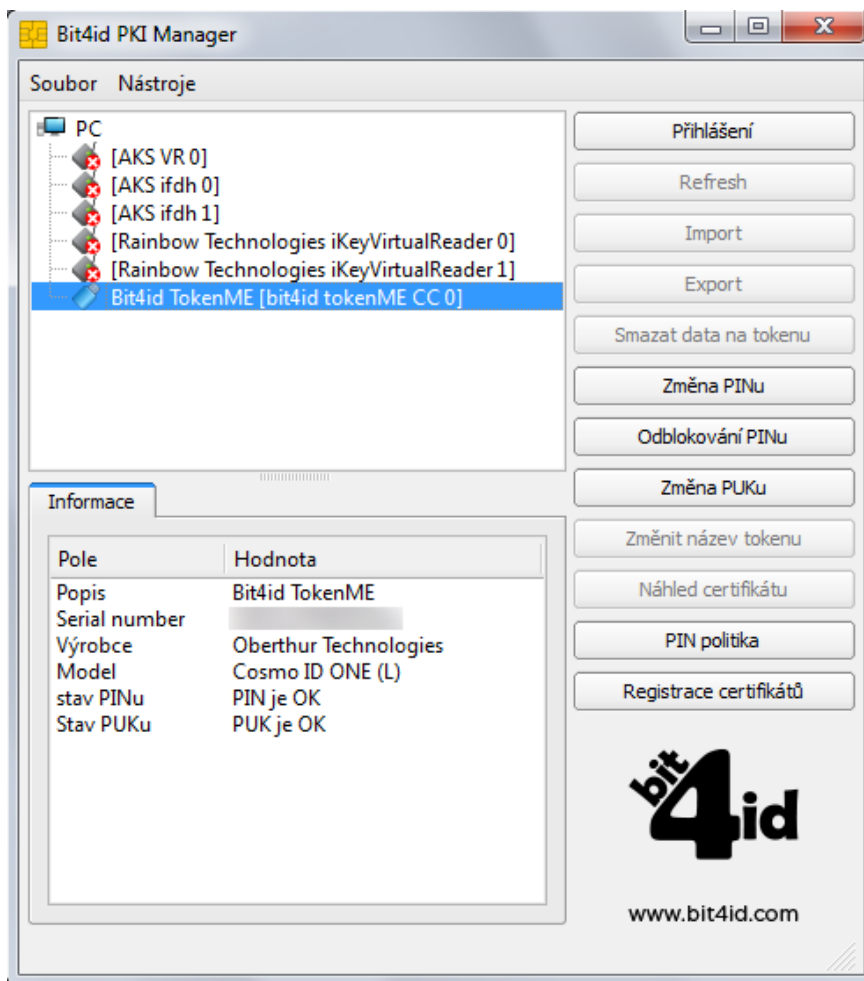 Bit4id PKI Manager
Soubor Nástroje
PC
[AKS VR 0]
[AKS ifdh 0]
[AKS ifdh 1]
[Rainbow Technologies iKeyVirtualReader 0]
[Rainbow Technologies iKeyVirtualReader 1]
Bit4id TokenME [bit4id tokenME CC 0]
Přihlášení
Refresh
Import
Export
Smazat data na tokenu
Změna PINu
Odblokování PINu
Změna PUKu
Změnit název tokenu
Náhled certifikátu
PIN politika
Registrace certifikátů
Informace
Pole Hodnota
Popis Bit4id TokenME
Serial number
Výrobce Oberthur Technologies
Model Cosmo ID ONE (L)
stav PINu PIN je OK
Stav PUKu PUK je OK
bit4id
www.bit4id.com